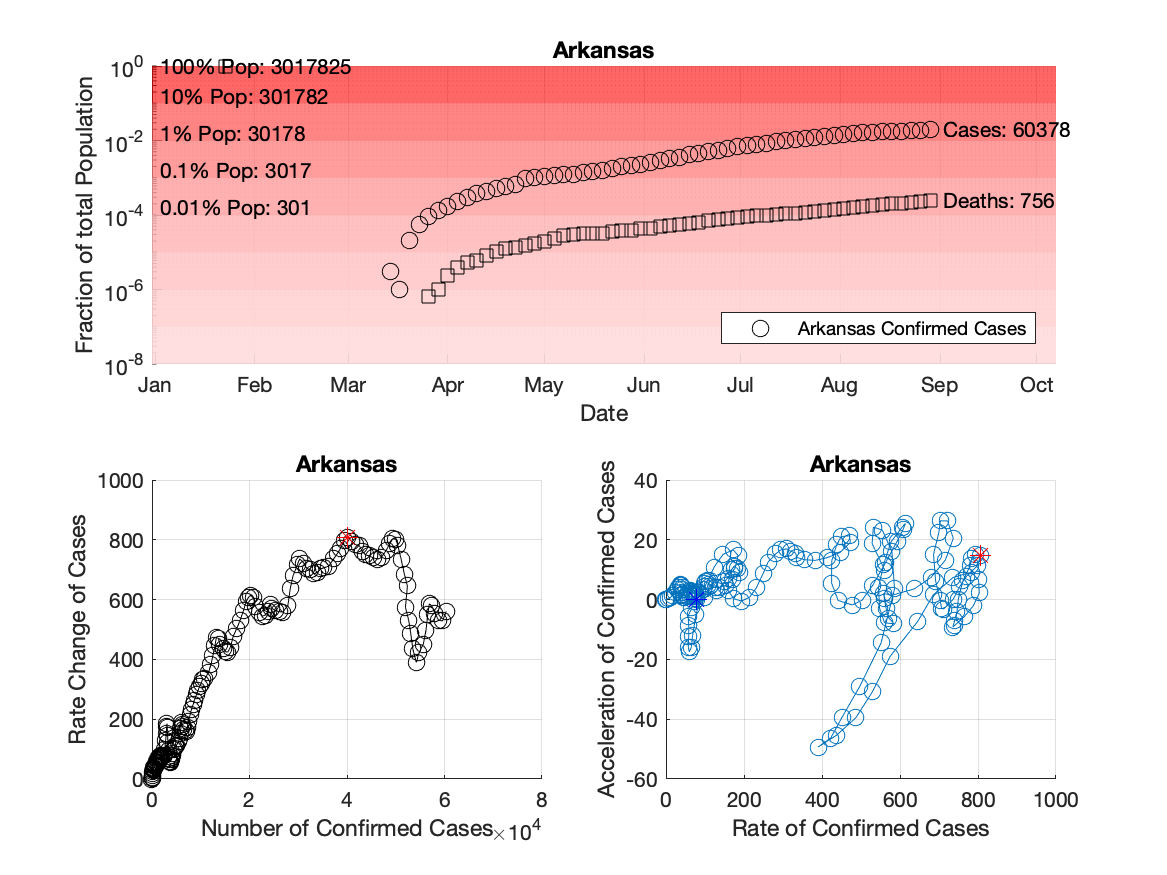 Arkansas
10^0
10^-2
10^-4
10^-6
10^-8
Fraction of total Population
100% Pop: 3017825
10% Pop: 301782
1% Pop: 30178
0.1% Pop: 3017
0.01% Pop: 301
Cases: 60378
Deaths: 756
Arkansas Confirmed Cases
Jan Feb Mar Apr May Jun Jul Aug Sep Oct
Date
Arkansas
1000
800
600
400
200
0
Rate Change of Cases
0 2 4 6 8
Number of Confirmed Cases ×10^4
Arkansas
40
20
0
-20
-40
-60
Acceleration of Confirmed Cases
0 200 400 600 800 1000
Rate of Confirmed Cases